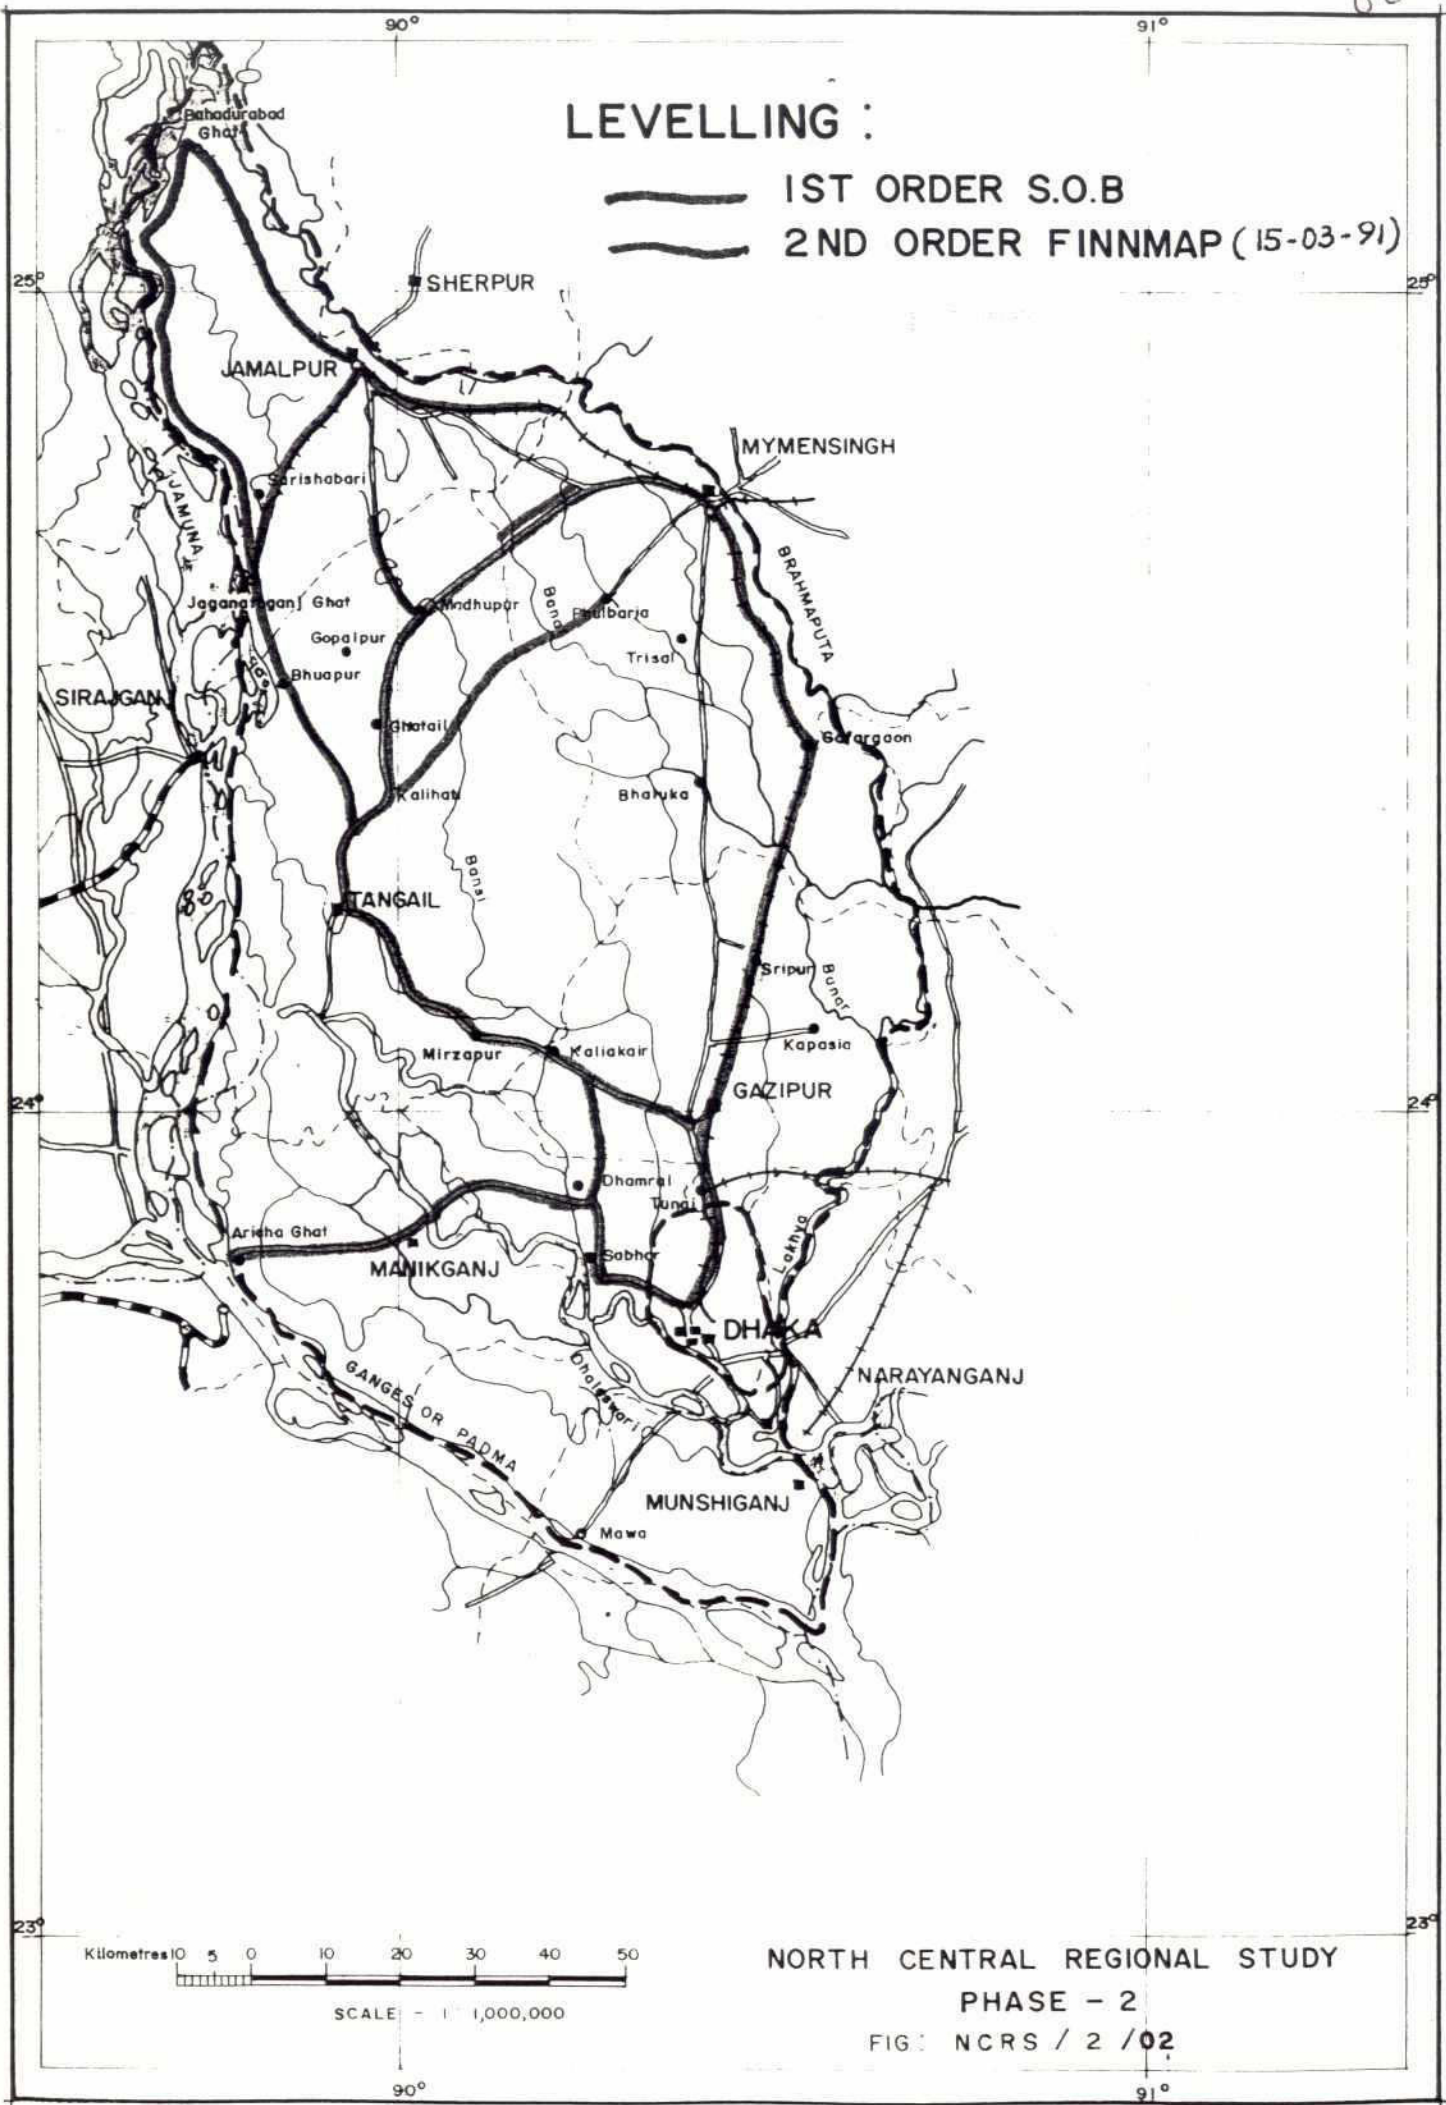 90°
91°
LEVELLING :
1ST ORDER S.O.B
2ND ORDER FINNMAP (15-03-91)
Bahadurabad
Ghat
25°
25°
SHERPUR
JAMALPUR
MYMENSINGH
Sarishabari
JAMUNA
BRAHMAPUTA
Jaganathganj Ghat
Madhupur
Banar
Phulbaria
Gopalpur
Trisal
Bhuapur
SIRAJGANJ
Ghatail
Gafargaon
Kalihati
Bhaluka
Bansi
TANGAIL
Sripur
Bunar
Mirzapur
Kaliakair
Kapasia
GAZIPUR
24°
24°
Dhamrai
Tungi
Aricha Ghat
Lakhya
Sabhar
MANIKGANJ
DHAKA
NARAYANGANJ
GANGES OR PADMA
Dhaleswari
MUNSHIGANJ
Mawa
23°
23°
Kilometres 10 5 0 10 20 30 40 50
SCALE - 1 1,000,000
NORTH CENTRAL REGIONAL STUDY
PHASE - 2
FIG: NCRS / 2 /02
90°
91°